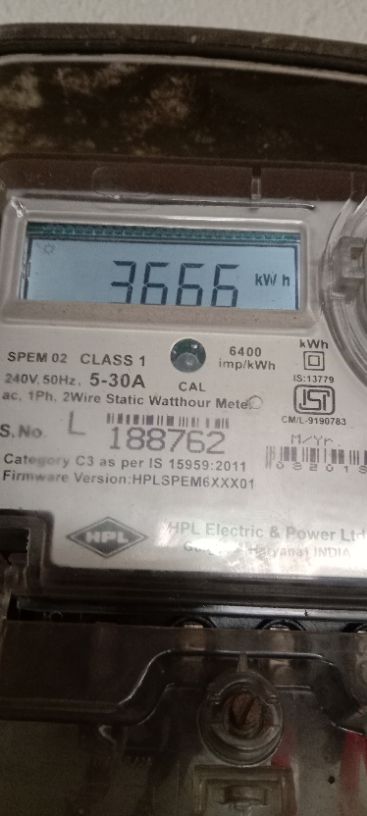 3666 kWh
SPEM 02 CLASS 1
6400 imp/kWh
kWh
240V, 50Hz, 5-30A
CAL
IS:13779
ac, 1Ph, 2Wire Static Watthour Meter
CM/L-9190783
S.No. L 188762
M/Yr.
Category C3 as per IS 15959:2011
Firmware Version:HPLSPEM6XXX01
HPL
HPL Electric & Power Ltd
Haryana) INDIA